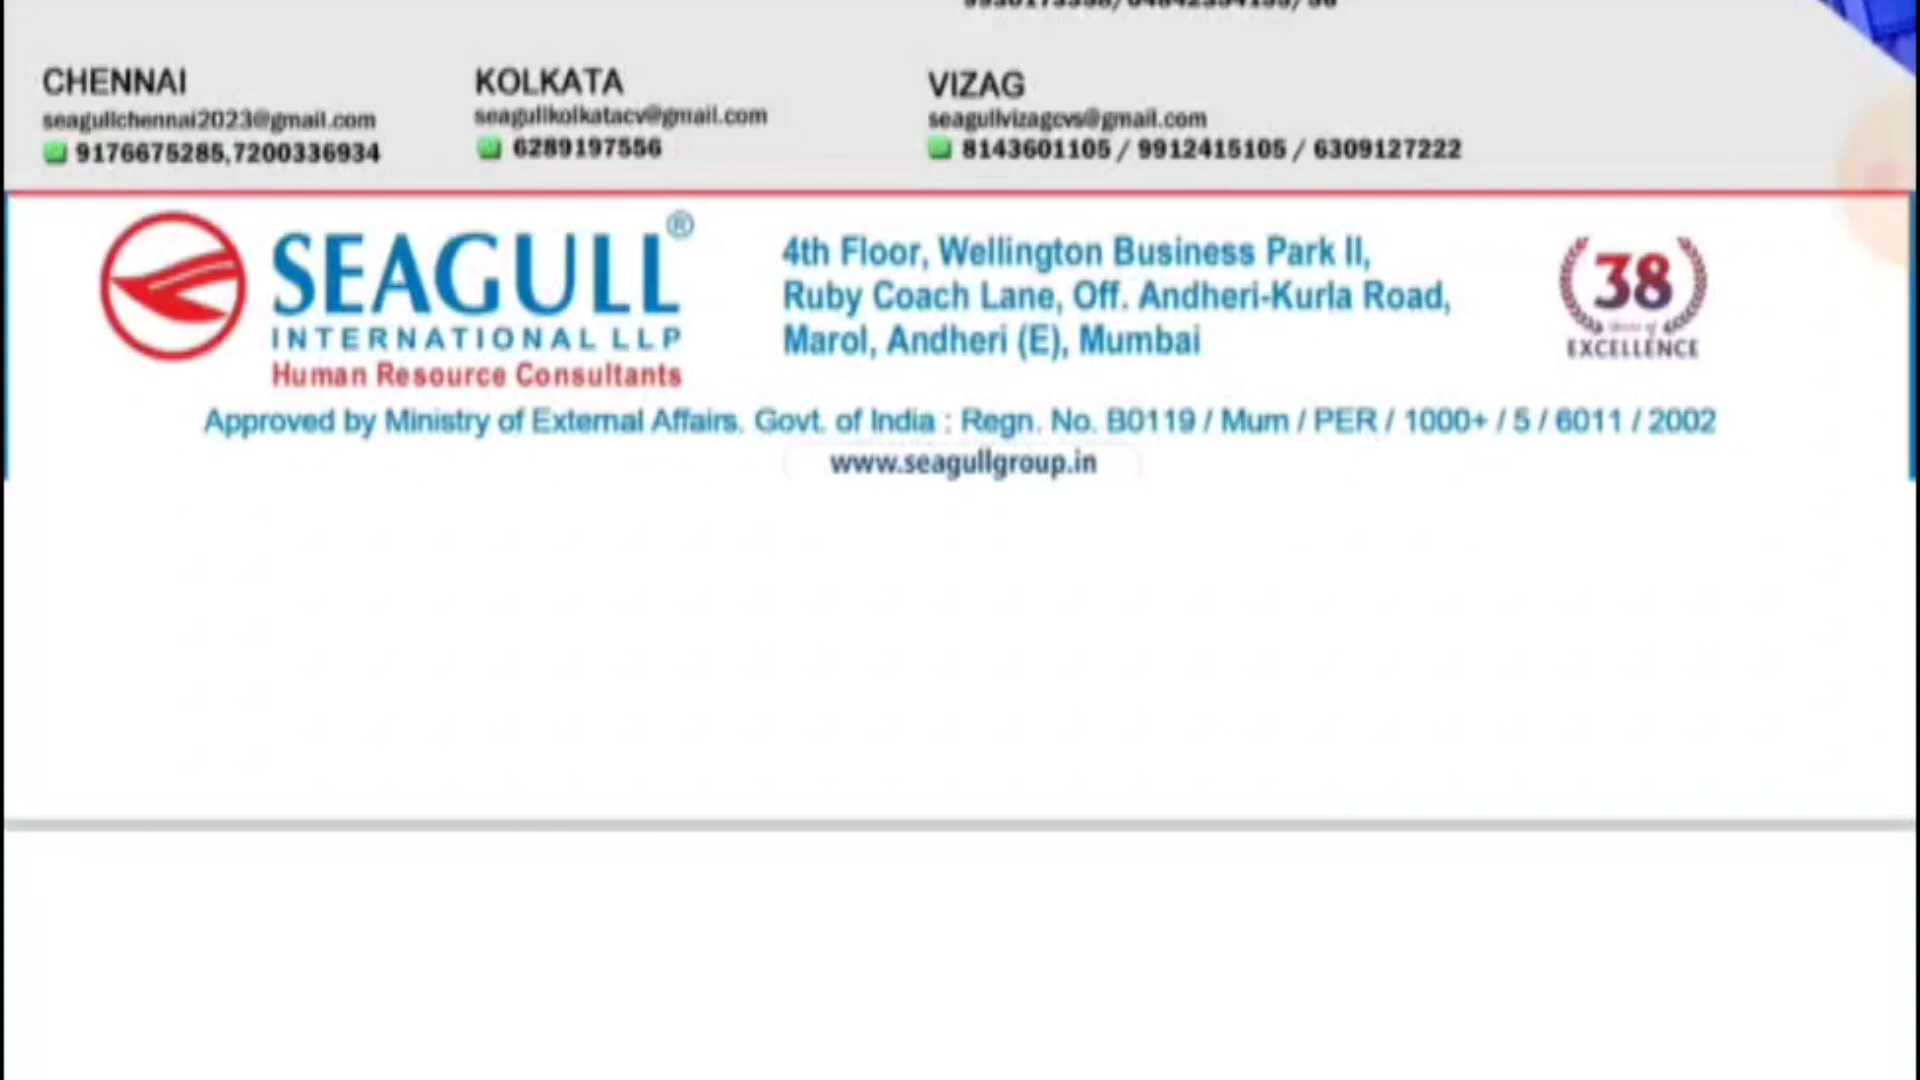 CHENNAI
seagullchennai2023@gmail.com
9176675285,7200336934
KOLKATA
seagullkolkatacv@gmail.com
6289197556
VIZAG
seagullvizagcvs@gmail.com
8143601105 / 9912415105 / 6309127222
SEAGULL®
INTERNATIONAL LLP
Human Resource Consultants
4th Floor, Wellington Business Park II,
Ruby Coach Lane, Off. Andheri-Kurla Road,
Marol, Andheri (E), Mumbai
38
Years of
EXCELLENCE
Approved by Ministry of External Affairs. Govt. of India : Regn. No. B0119 / Mum / PER / 1000+ / 5 / 6011 / 2002
www.seagullgroup.in